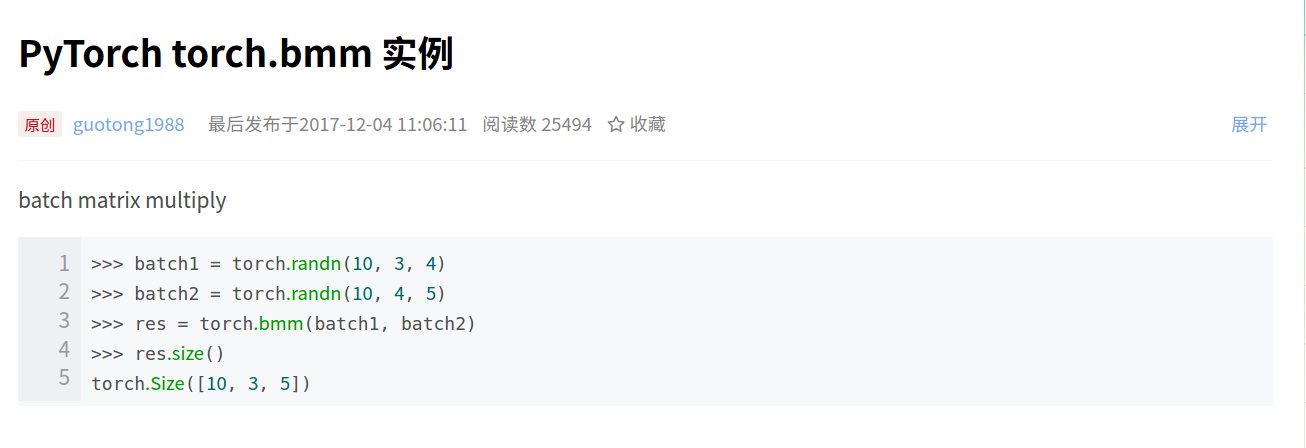 PyTorch torch.bmm 实例
原创 guotong1988 最后发布于2017-12-04 11:06:11 阅读数 25494 收藏 展开
batch matrix multiply
1 >>> batch1 = torch.randn(10, 3, 4)
2 >>> batch2 = torch.randn(10, 4, 5)
3 >>> res = torch.bmm(batch1, batch2)
4 >>> res.size()
5 torch.Size([10, 3, 5])